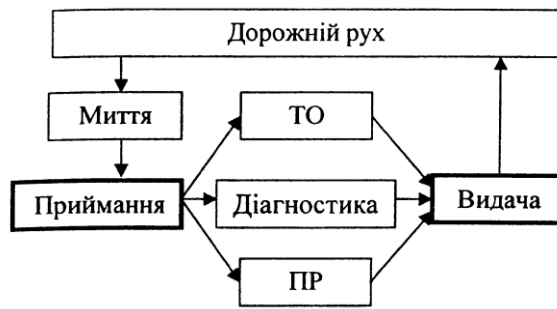 Дорожній рух
Миття
ТО
Приймання
Діагностика
Видача
ПР